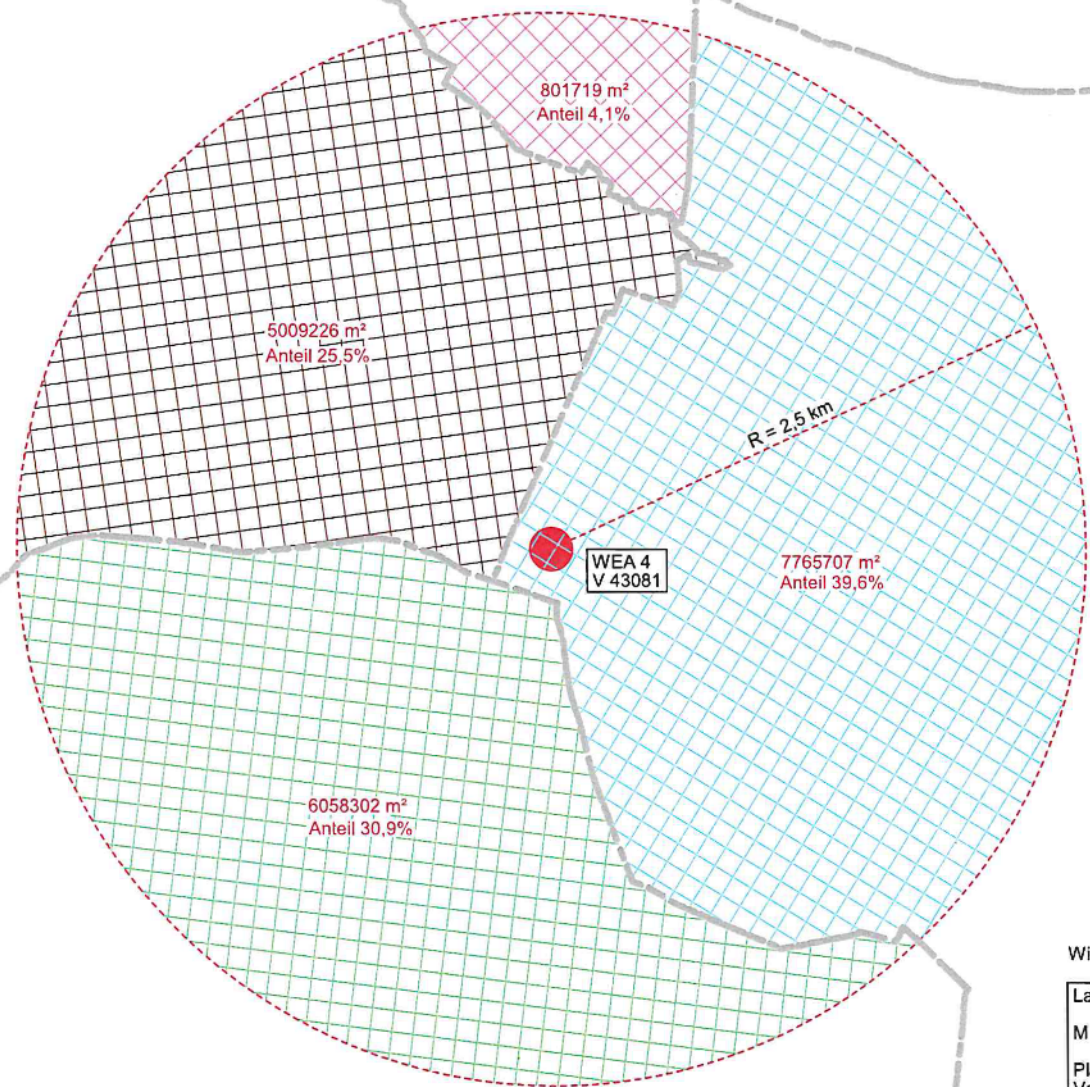 801719 m²
Anteil 4,1%
5009226 m²
Anteil 25,5%
R = 2,5 km
WEA 4
V 43081
7765707 m²
Anteil 39,6%
6058302 m²
Anteil 30,9%
Wi
La
M
Pl